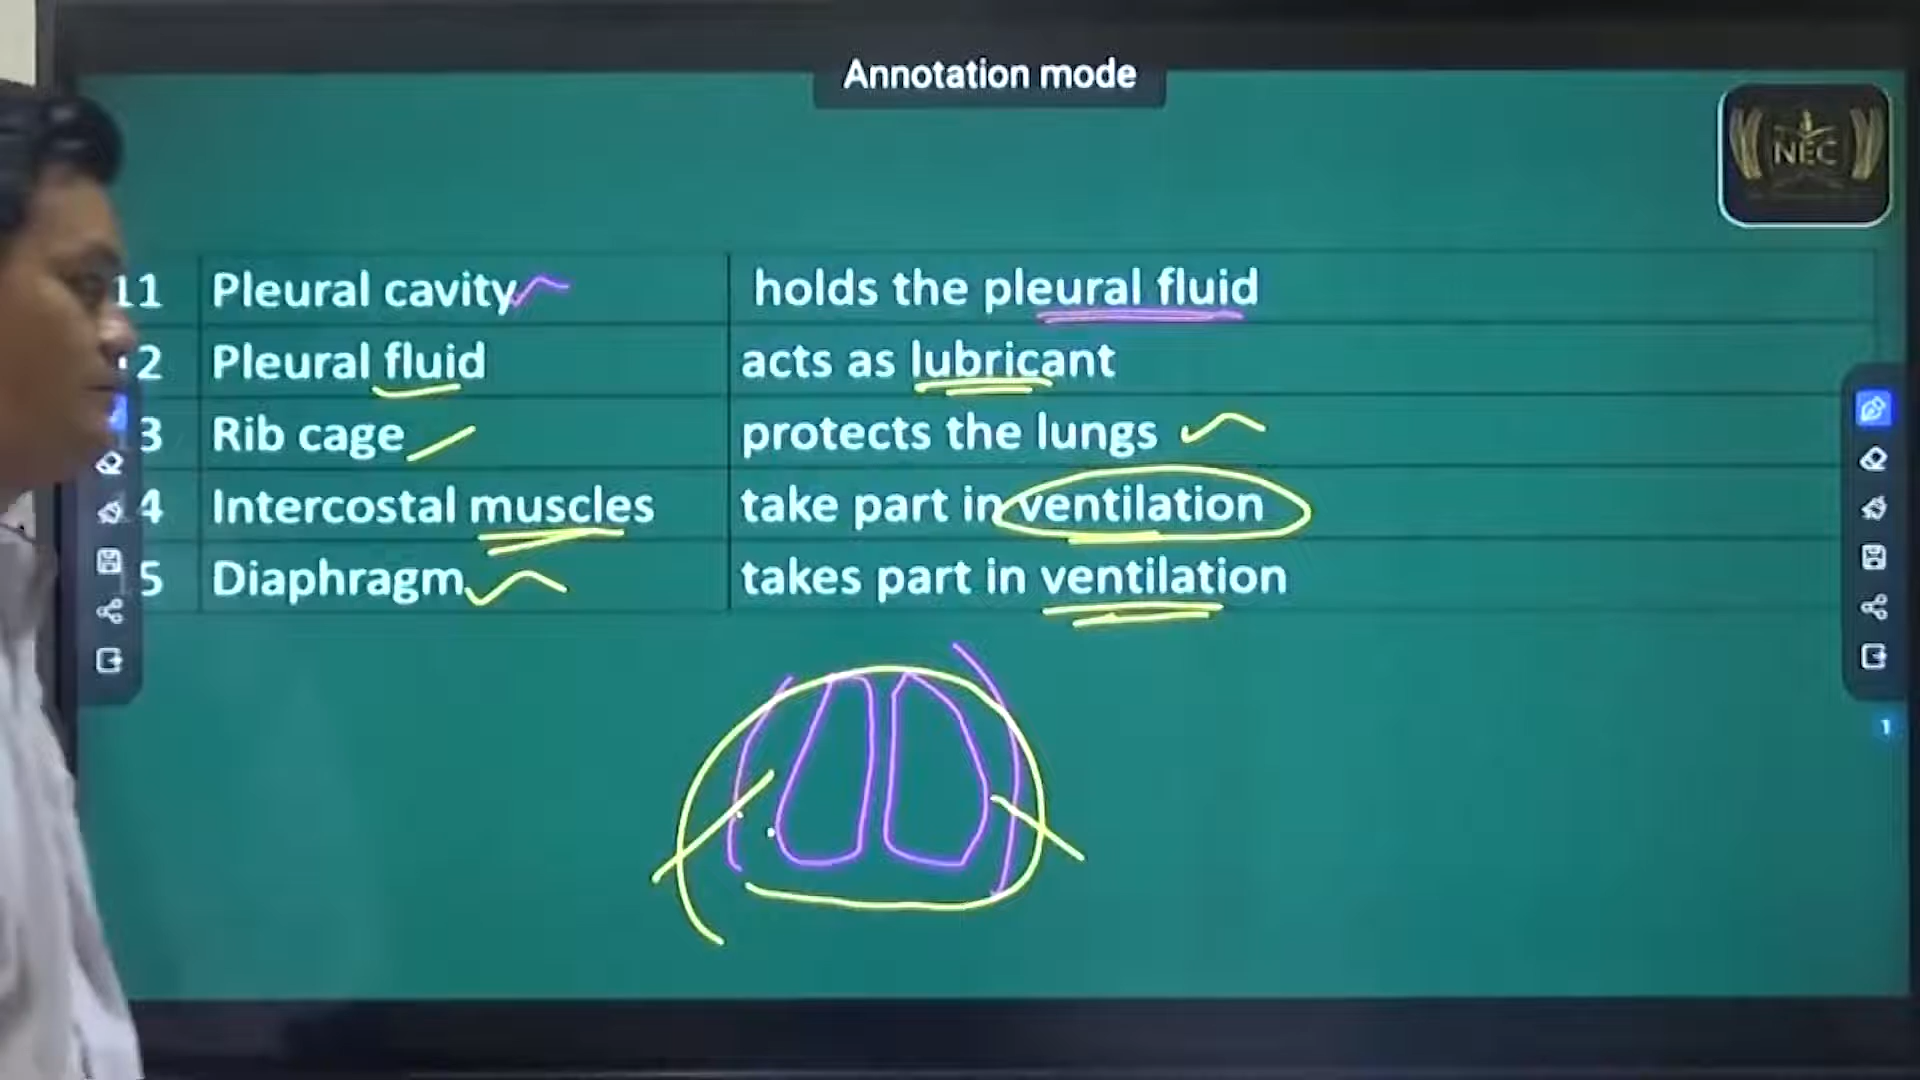 Annotation mode
NEC
11 Pleural cavity holds the pleural fluid
2 Pleural fluid acts as lubricant
3 Rib cage protects the lungs
4 Intercostal muscles take part in ventilation
5 Diaphragm takes part in ventilation
1